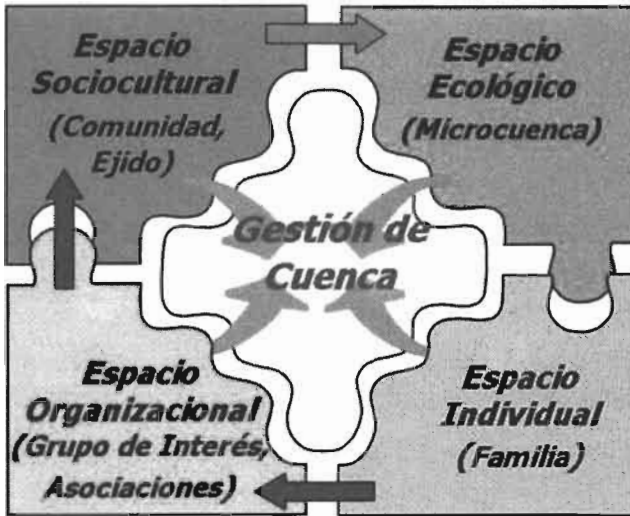 Espacio
Sociocultural
(Comunidad,
Ejido)
Espacio
Ecológico
(Microcuenca)
Gestión de
Cuenca
Espacio
Organizacional
(Grupo de Interés,
Asociaciones)
Espacio
Individual
(Familia)